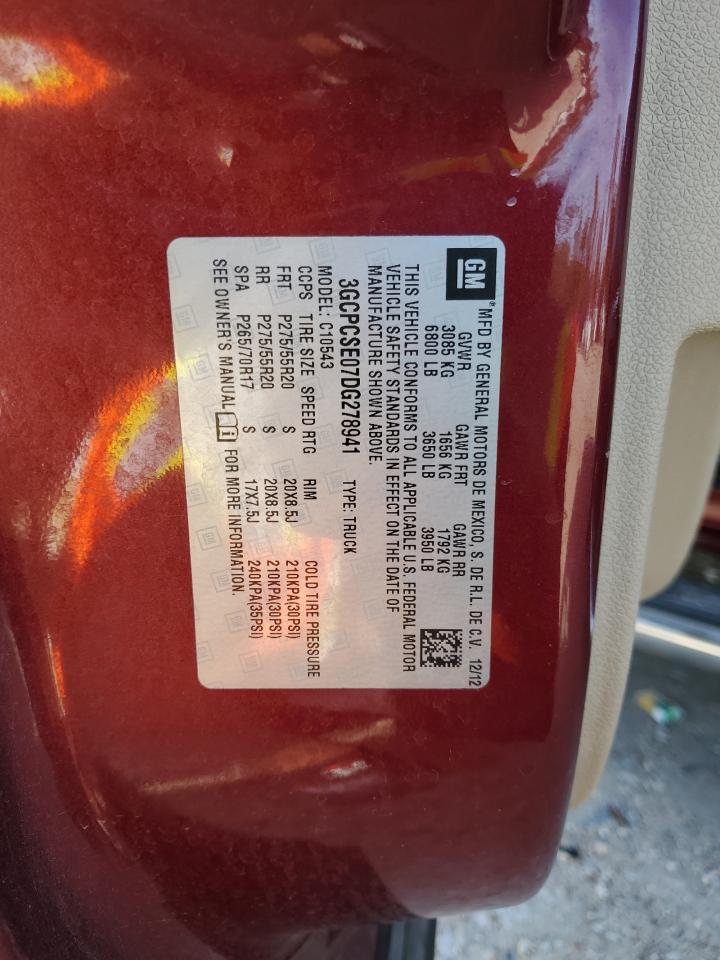 GM ® MFD BY GENERAL MOTORS DE MEXICO, S. DE R.L. DE C.V. 12/12
GVWR GAWR FRT GAWR RR
3085 KG 1656 KG 1792 KG
6800 LB 3650 LB 3950 LB
THIS VEHICLE CONFORMS TO ALL APPLICABLE U.S. FEDERAL MOTOR
VEHICLE SAFETY STANDARDS IN EFFECT ON THE DATE OF
MANUFACTURE SHOWN ABOVE.
3GCPCSE07DG278941 TYPE: TRUCK
MODEL: C10543
CCPS TIRE SIZE SPEED RTG RIM COLD TIRE PRESSURE
FRT P275/55R20 S 20X8.5J 210KPA(30PSI)
RR P275/55R20 S 20X8.5J 210KPA(30PSI)
SPA P265/70R17 S 17X7.5J 240KPA(35PSI)
SEE OWNER'S MANUAL i FOR MORE INFORMATION.